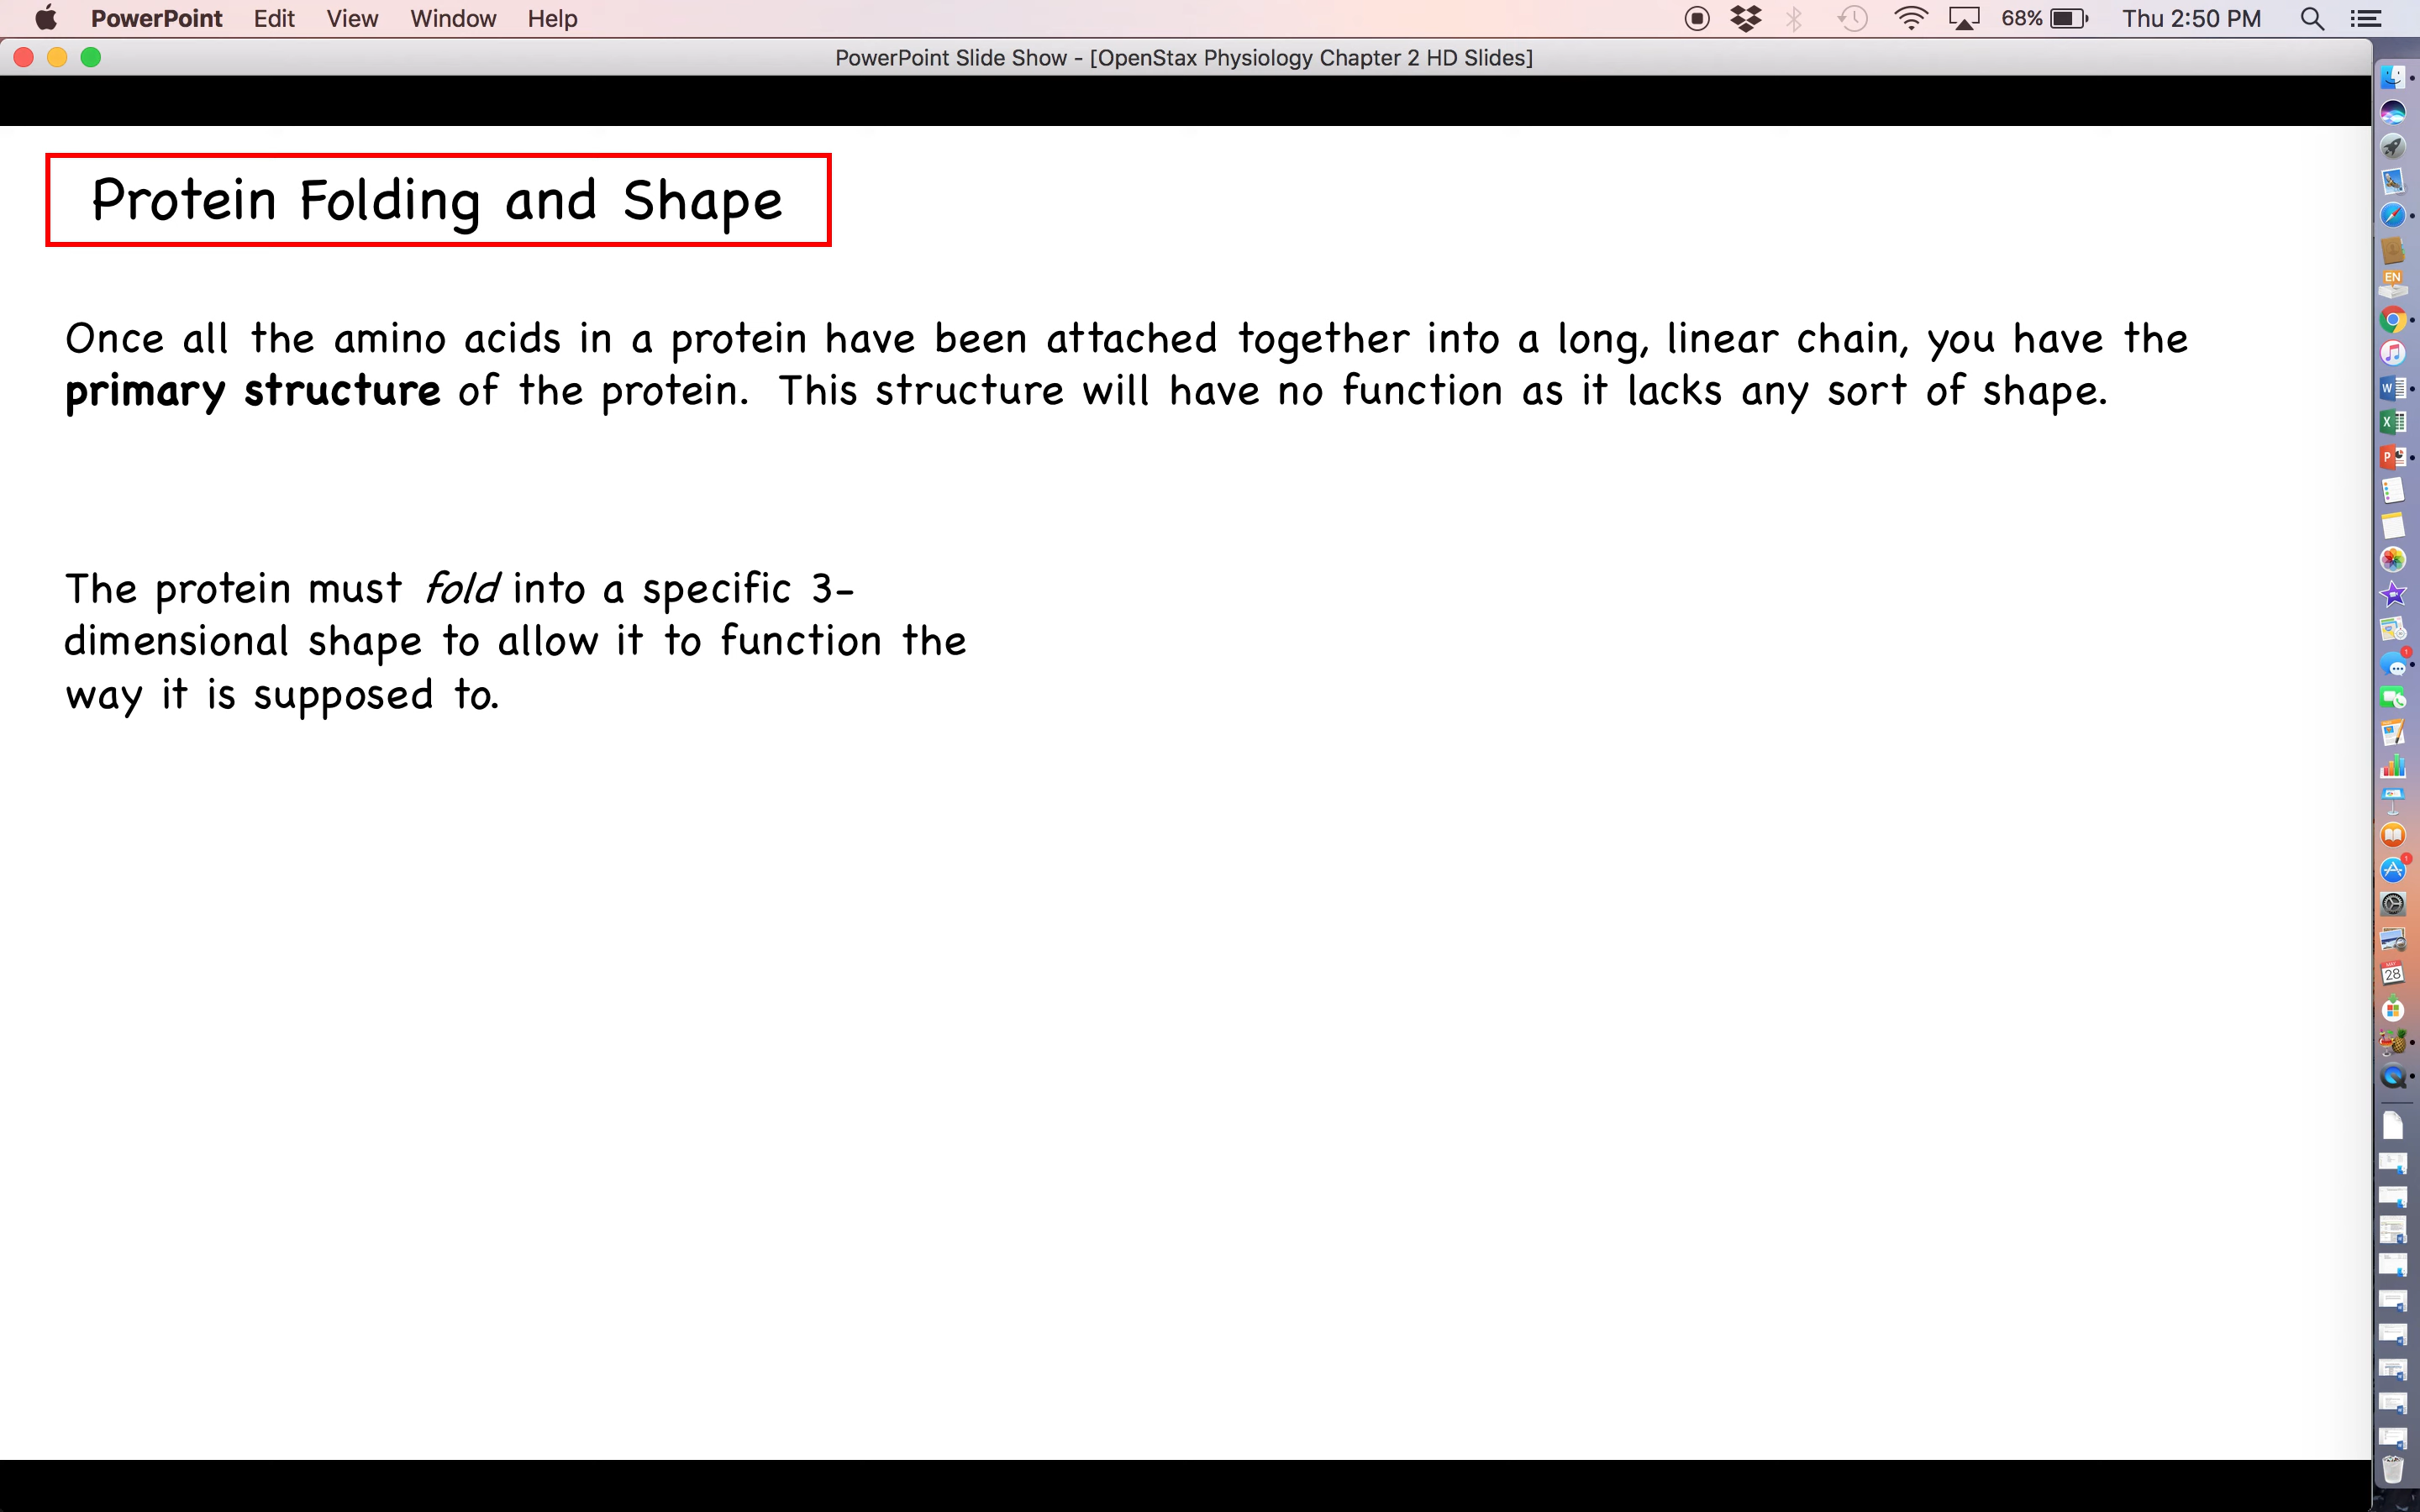 PowerPoint Edit View Window Help 68% Thu 2:50 PM
PowerPoint Slide Show - [OpenStax Physiology Chapter 2 HD Slides]
Protein Folding and Shape
Once all the amino acids in a protein have been attached together into a long, linear chain, you have the
primary structure of the protein. This structure will have no function as it lacks any sort of shape.
The protein must fold into a specific 3-
dimensional shape to allow it to function the
way it is supposed to.
EN
W
X
P
1
1
28